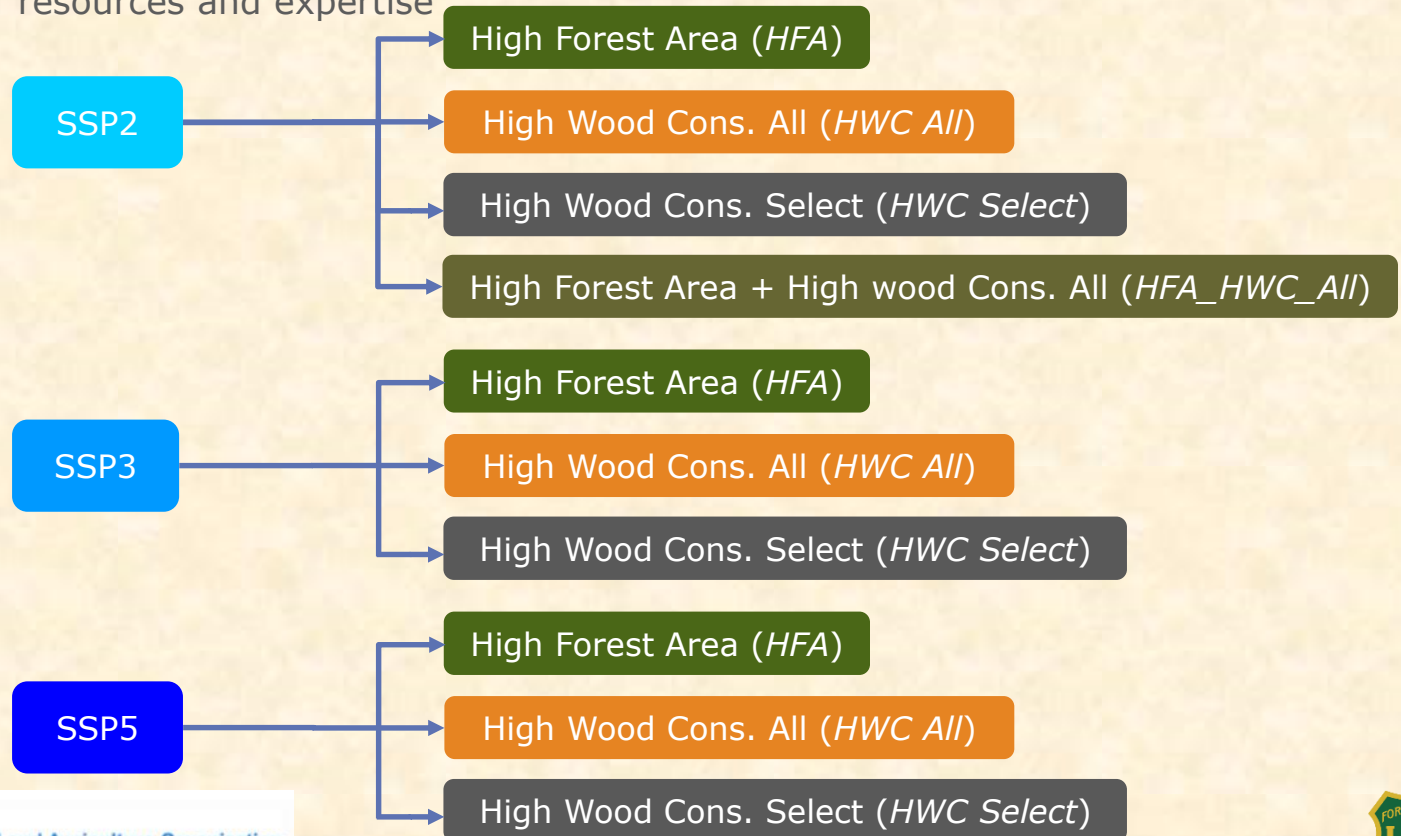 resources and expertise
High Forest Area (HFA)
SSP2
High Wood Cons. All (HWC All)
High Wood Cons. Select (HWC Select)
High Forest Area + High wood Cons. All (HFA_HWC_All)
High Forest Area (HFA)
SSP3
High Wood Cons. All (HWC All)
High Wood Cons. Select (HWC Select)
High Forest Area (HFA)
SSP5
High Wood Cons. All (HWC All)
High Wood Cons. Select (HWC Select)
FOR